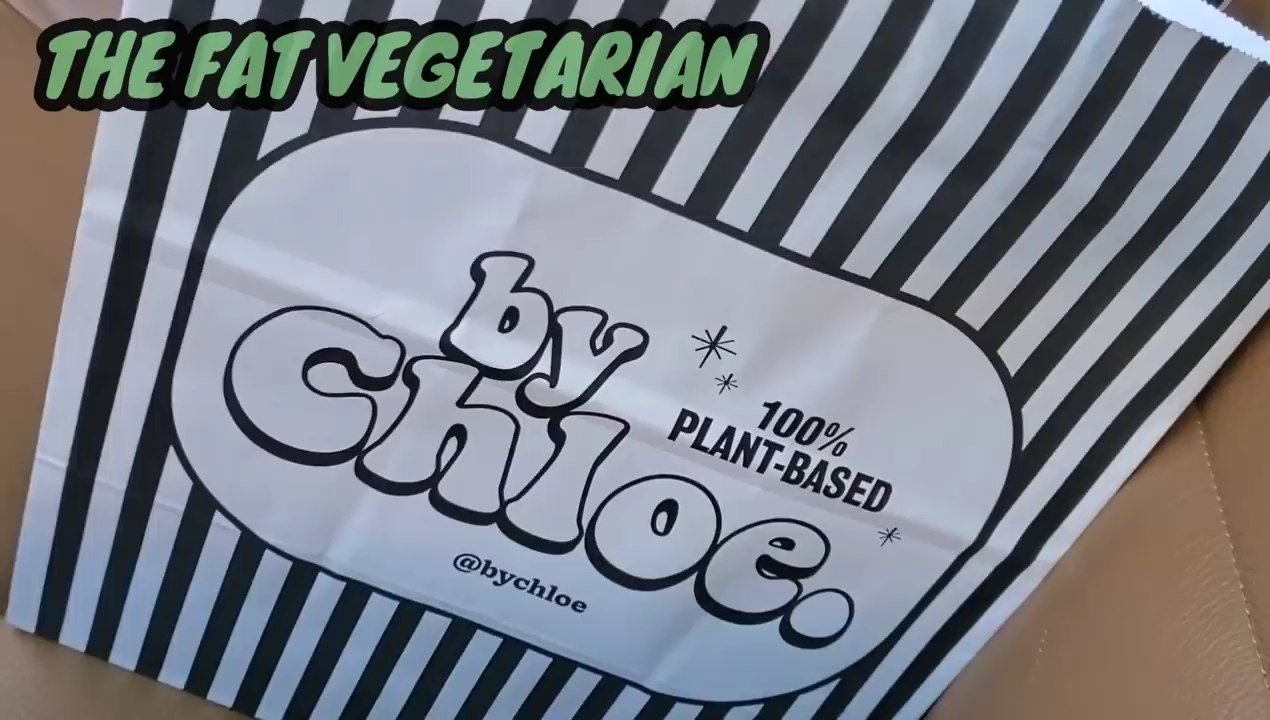 THE FAT VEGETARIAN
by
Chloe.
100%
PLANT-BASED
@bychloe